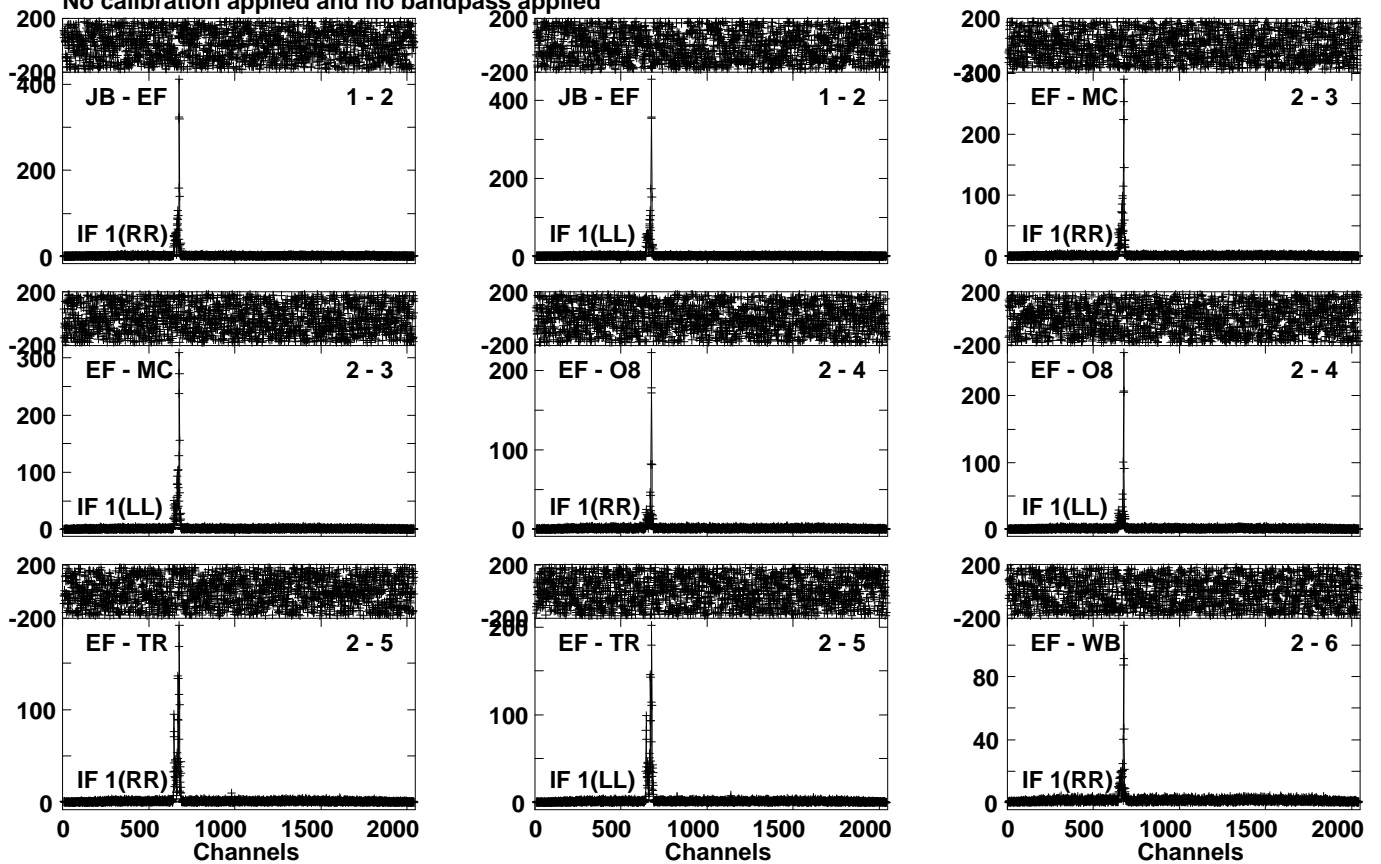 No calibration applied and no bandpass applied
200
-200
400
200
0
JB - EF 1 - 2
IF 1(RR)
200
-200
400
200
0
JB - EF 1 - 2
IF 1(LL)
200
-200
300
200
100
0
EF - MC 2 - 3
IF 1(RR)
200
-200
300
200
100
0
EF - MC 2 - 3
IF 1(LL)
200
-200
200
100
0
EF - O8 2 - 4
IF 1(RR)
200
-200
200
100
0
EF - O8 2 - 4
IF 1(LL)
200
-200
100
0
EF - TR 2 - 5
IF 1(RR)
0 500 1000 1500 2000
Channels
200
-200
200
100
0
EF - TR 2 - 5
IF 1(LL)
0 500 1000 1500 2000
Channels
200
-200
80
40
0
EF - WB 2 - 6
IF 1(RR)
0 500 1000 1500 2000
Channels